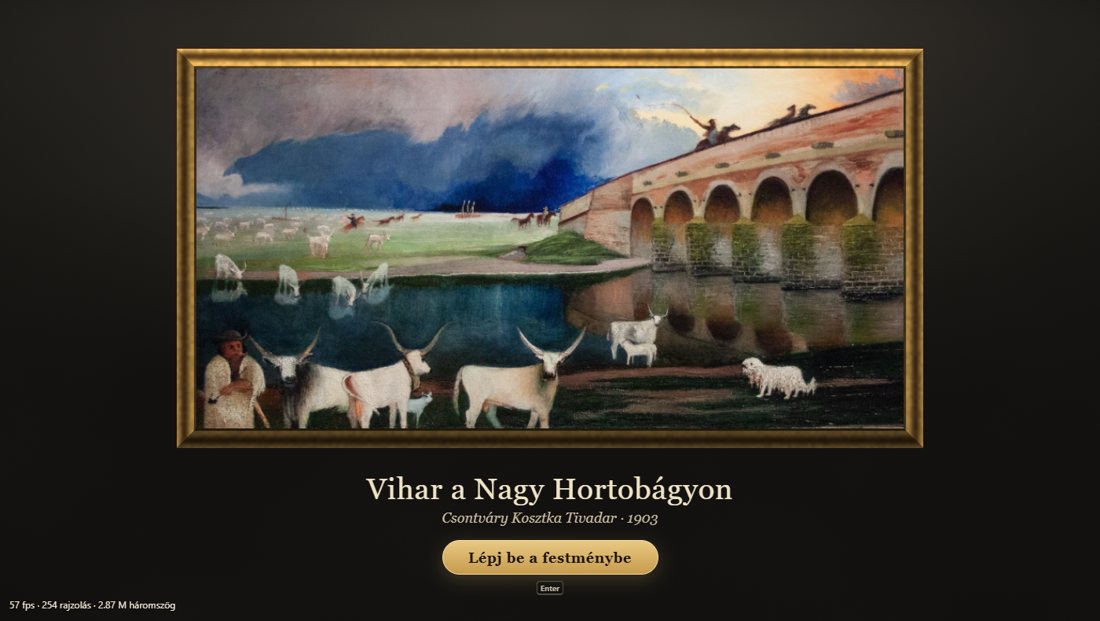 Vihar a Nagy Hortobágyon
Csontváry Kosztka Tivadar · 1903
Lépj be a festménybe
Enter
57 fps · 254 rajzolás · 2.87 M háromszög